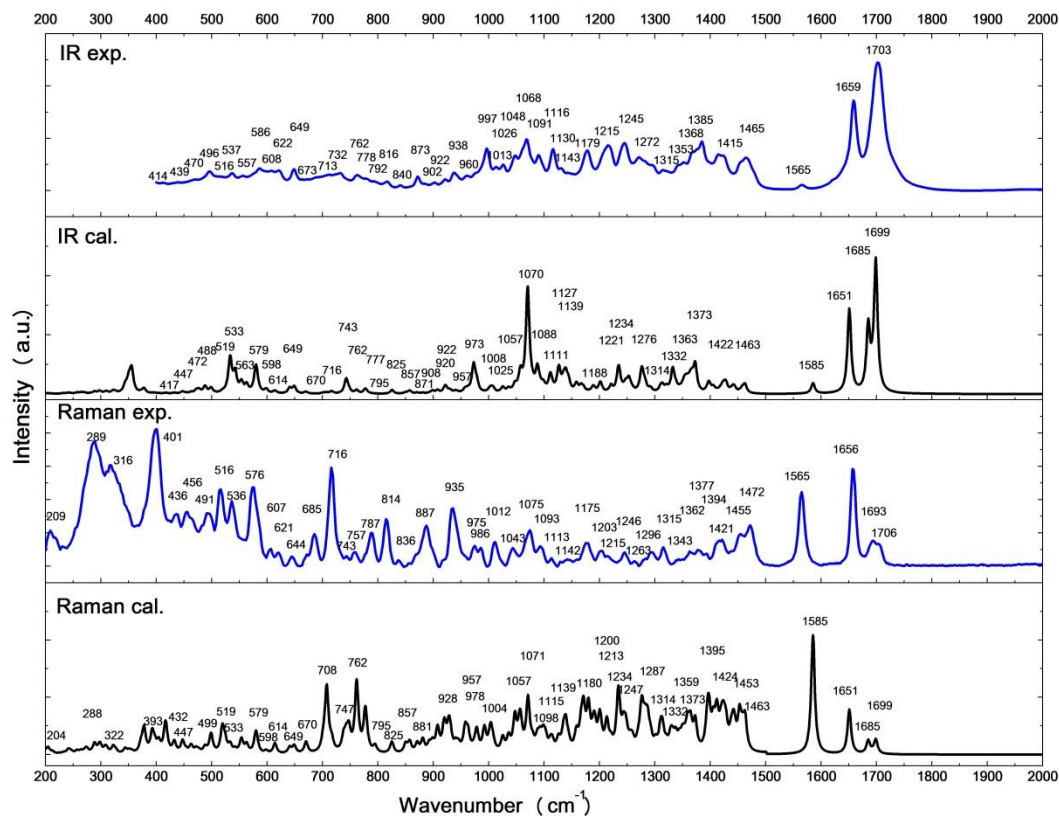 200 300 400 500 600 700 800 900 1000 1100 1200 1300 1400 1500 1600 1700 1800 1900 2000
IR exp.
414 439 470 496 516 537 557 586 608 622 649 673 713 732 762 778 792 816 840 873 902 922 938 960 997 1013 1026 1048 1068 1091 1116 1130 1143 1179 1215 1245 1272 1315 1353 1368 1385 1415 1465 1565 1659 1703
IR cal.
417 447 472 488 519 533 563 579 598 614 649 670 716 743 762 777 795 825 857 871 908 920 922 957 973 1008 1025 1057 1070 1088 1111 1127 1139 1188 1221 1234 1276 1314 1332 1363 1373 1422 1463 1585 1651 1685 1699
Raman exp.
209 289 316 401 436 456 491 516 536 576 607 621 644 685 716 743 757 787 814 836 887 935 975 986 1012 1043 1075 1093 1113 1142 1175 1203 1215 1246 1263 1296 1315 1343 1362 1377 1394 1421 1455 1472 1565 1656 1693 1706
Raman cal.
204 288 322 393 432 447 499 519 533 579 598 614 649 670 708 747 762 795 825 857 881 928 957 978 1004 1057 1071 1098 1115 1139 1180 1200 1213 1234 1247 1287 1314 1332 1359 1373 1395 1424 1453 1463 1585 1651 1685 1699
200 300 400 500 600 700 800 900 1000 1100 1200 1300 1400 1500 1600 1700 1800 1900 2000
Wavenumber (cm-1)
Intensity (a.u.)